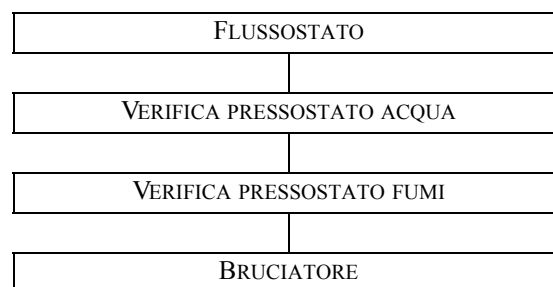 FLUSSOSTATO
VERIFICA PRESSOSTATO ACQUA
VERIFICA PRESSOSTATO FUMI
BRUCIATORE